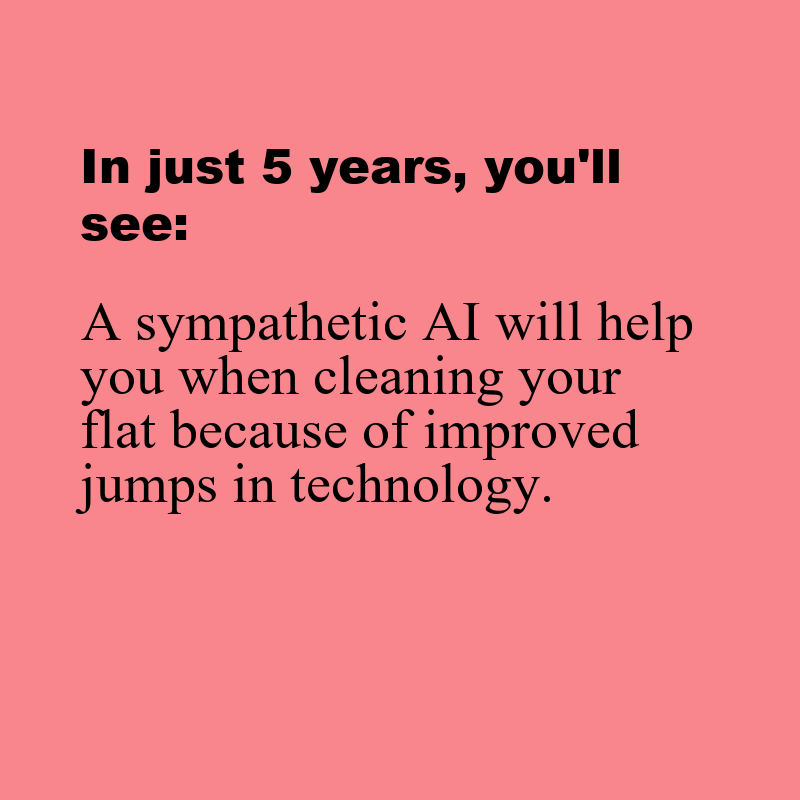 In just 5 years, you'll
see:
A sympathetic AI will help
you when cleaning your
flat because of improved
jumps in technology.